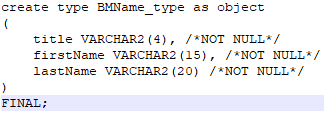 create type BMName_type as object
(
    title VARCHAR2(4), /*NOT NULL*/
    firstName VARCHAR2(15), /*NOT NULL*/
    lastName VARCHAR2(20) /*NOT NULL*/
)
FINAL;